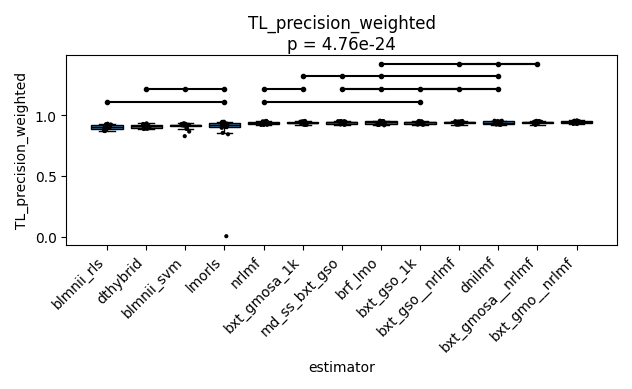 TL_precision_weighted
p = 4.76e-24
TL_precision_weighted
1.0
0.5
0.0
blmnii_rls
dthybrid
blmnii_svm
lmorls
nrlmf
bxt_gmosa_1k
md_ss_bxt_gso
brf_lmo
bxt_gso_1k
bxt_gso__nrlmf
dnilmf
bxt_gmosa__nrlmf
bxt_gmo__nrlmf
estimator